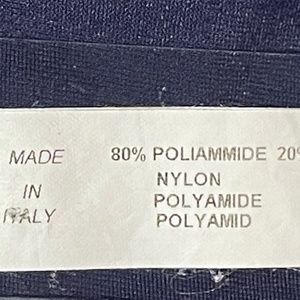 MADE
IN
ITALY
80% POLIAMMIDE 20%
NYLON
POLYAMIDE
POLYAMID